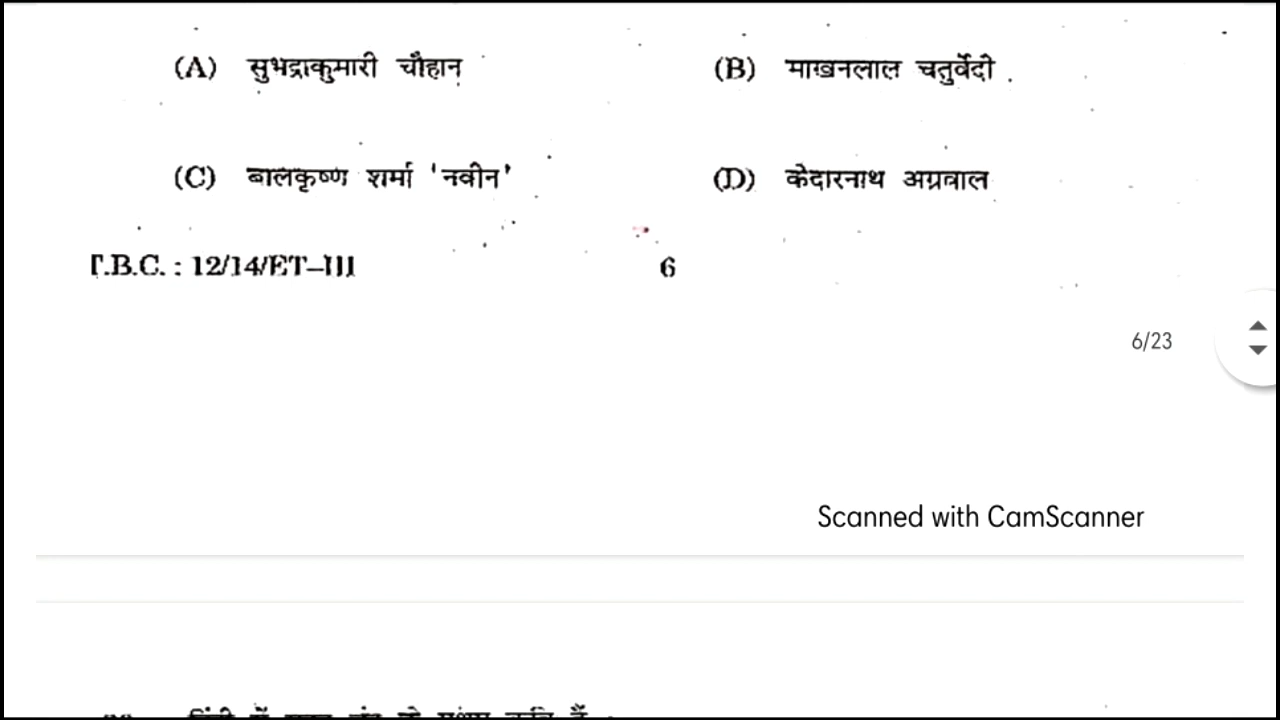 (A) सुभद्राकुमारी चौहान (B) माखनलाल चतुर्वेदी
(C) बालकृष्ण शर्मा 'नवीन' (D) केदारनाथ अग्रवाल
T.B.C. : 12/14/ET–III 6
6/23
Scanned with CamScanner